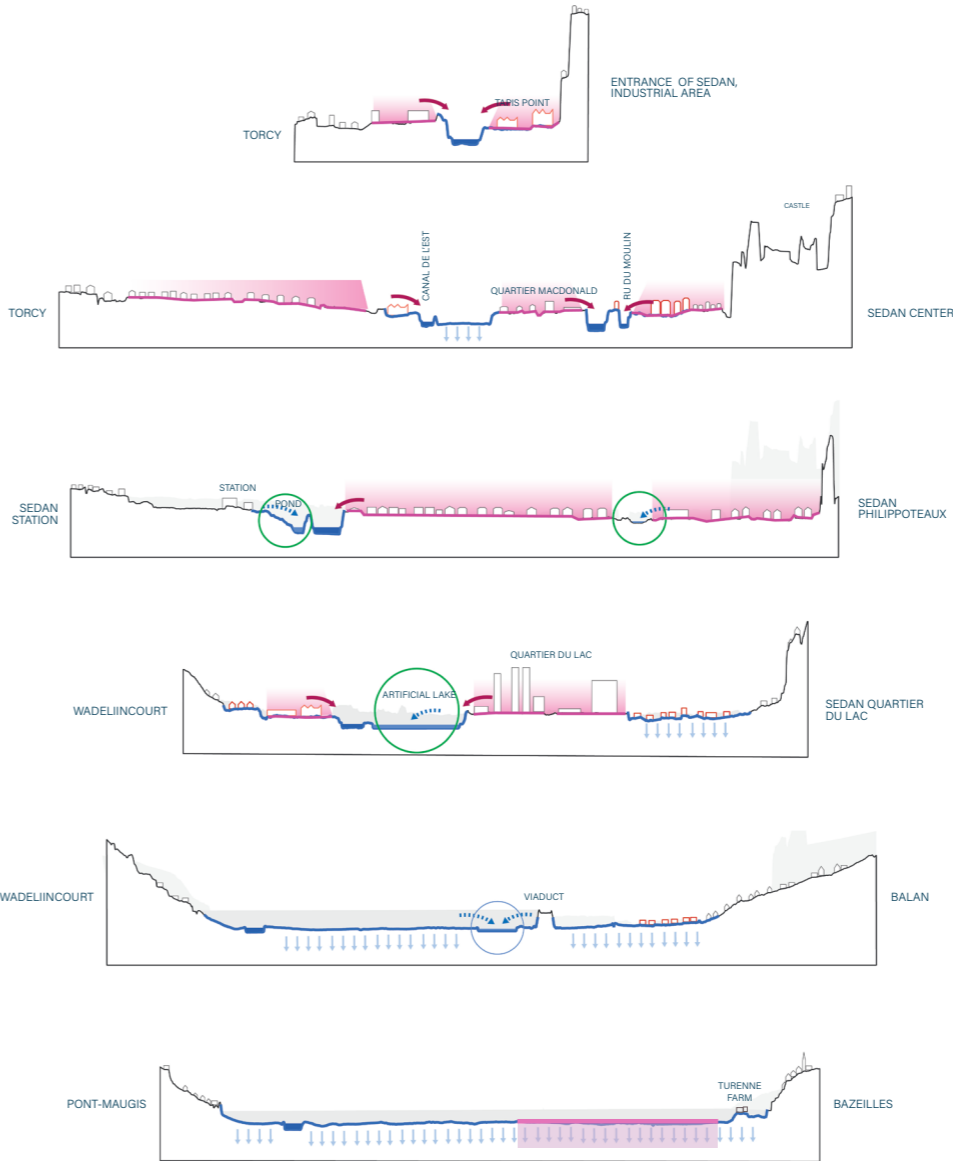 ENTRANCE OF SEDAN,
INDUSTRIAL AREA
TAPIS POINT
TORCY
CASTLE
CANAL DE L'EST
RU DU MOULIN
QUARTIER MACDONALD
TORCY
SEDAN CENTER
STATION
POND
SEDAN
STATION
SEDAN
PHILIPPOTEAUX
QUARTIER DU LAC
ARTIFICIAL LAKE
WADELIINCOURT
SEDAN QUARTIER
DU LAC
WADELIINCOURT
VIADUCT
BALAN
TURENNE
FARM
PONT-MAUGIS
BAZEILLES